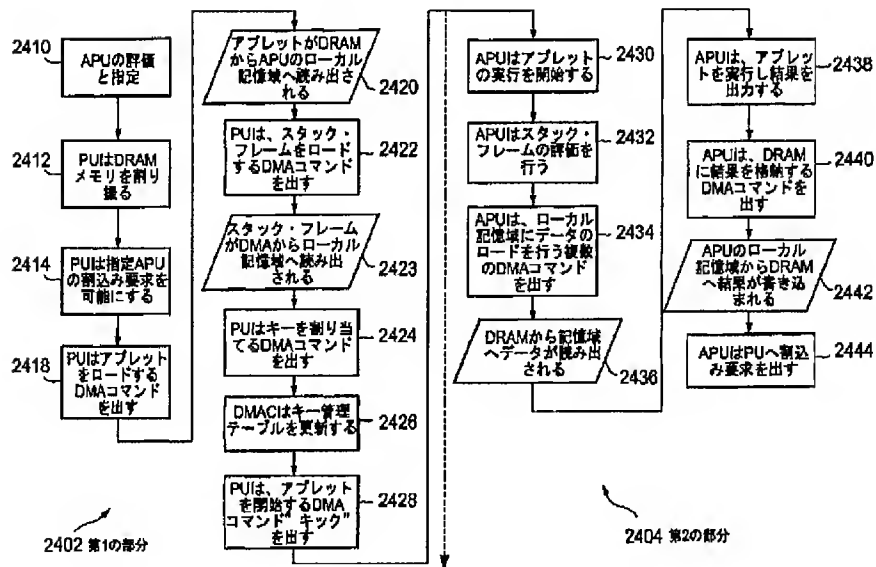 2410
APUの評価
と指定
2412
PUはDRAM
メモリを割り
振る
2414
PUは指定APU
の割込み要求を
可能にする
2418
PUはアプレット
をロードする
DMAコマンド
を出す
アプレットがDRAM
からAPUのローカル
記憶域へ読み出さ
れる
2420
PUは、スタック・
フレームをロード
するDMAコマンド
を出す
2422
スタック・フレーム
がDMAからローカル
記憶域へ読み出さ
れる
2423
PUはキーを割り当
てるDMAコマンド
を出す
2424
DMACはキー管理
テーブルを更新する
2426
PUは、アプレット
を開始するDMA
コマンド"キック"
を出す
2428
2402 第1の部分
APUはアプレット
の実行を開始する
2430
APUはスタック・
フレームの評価を
行う
2432
APUは、ローカル
記憶域にデータの
ロードを行う複数
のDMAコマンド
を出す
2434
DRAMから記憶域
へデータが読み出
される
2436
APUは、アプレッ
トを実行し結果を
出力する
2438
APUは、DRAM
に結果を格納する
DMAコマンドを
出す
2440
APUのローカル
記憶域からDRAM
へ結果が書き込
まれる
2442
APUはPUへ割込
み要求を出す
2444
2404 第2の部分